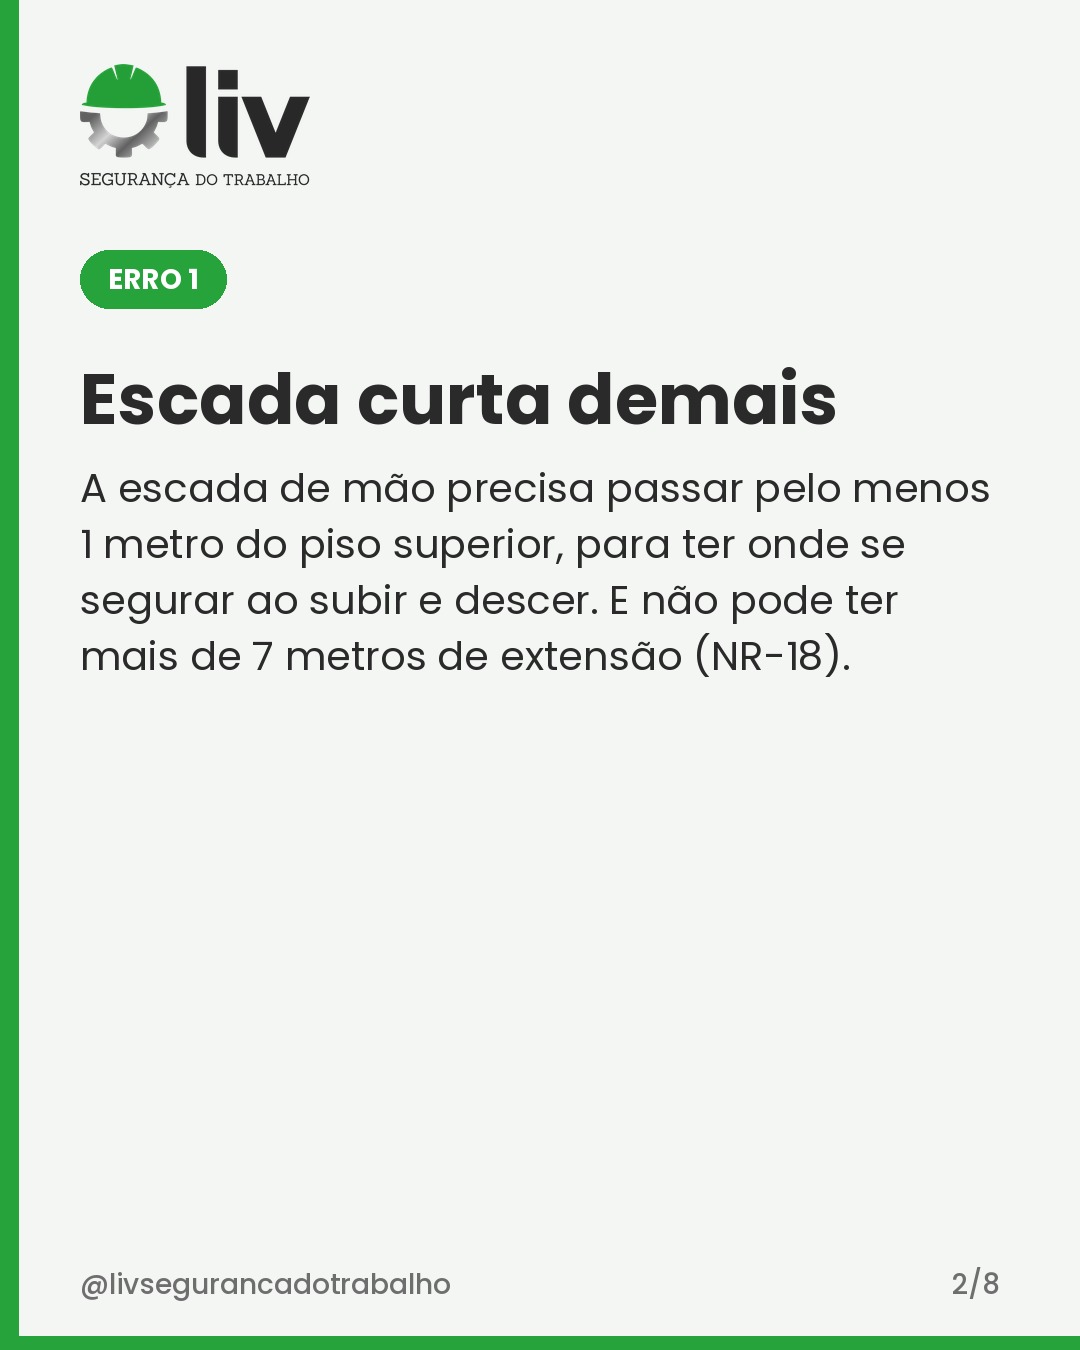 liv
SEGURANÇA DO TRABALHO
ERRO 1
Escada curta demais
A escada de mão precisa passar pelo menos
1 metro do piso superior, para ter onde se
segurar ao subir e descer. E não pode ter
mais de 7 metros de extensão (NR-18).
@livsegurancadotrabalho
2/8